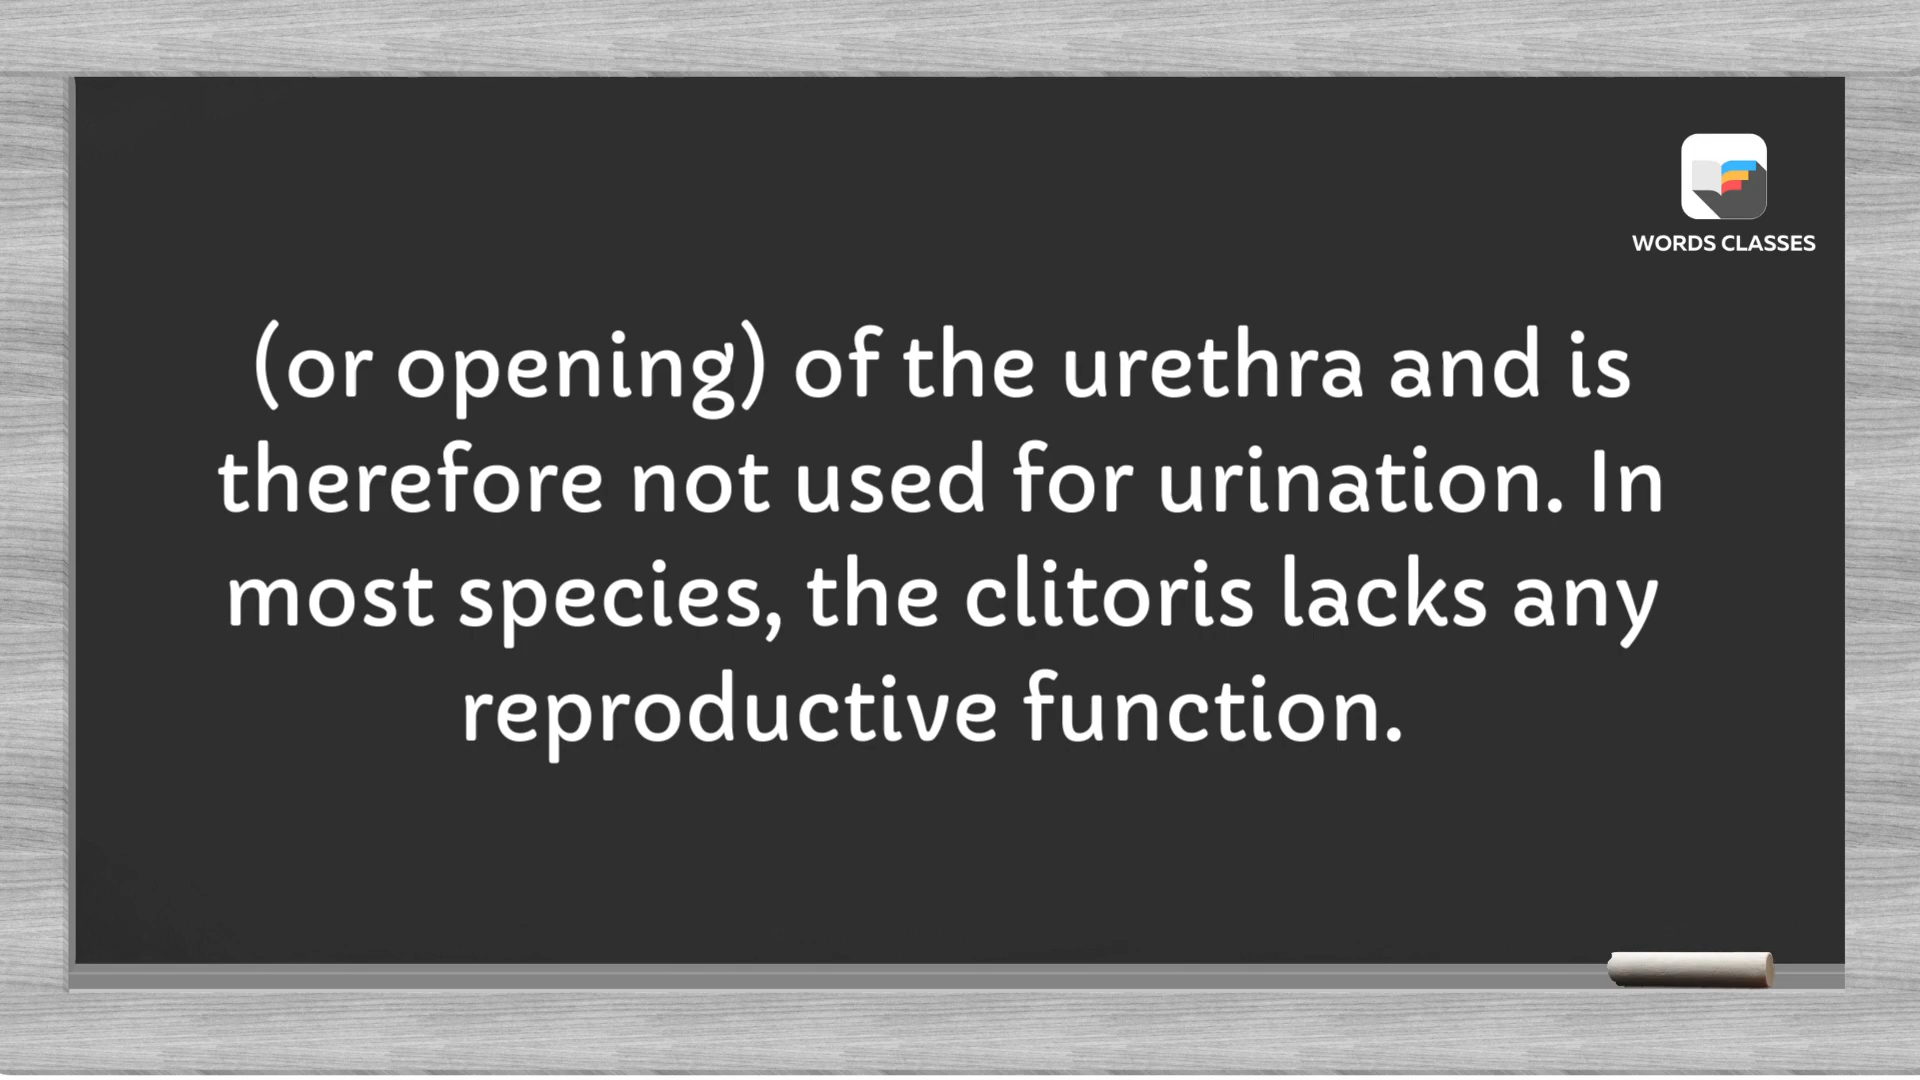 WORDS CLASSES
(or opening) of the urethra and is
therefore not used for urination. In
most species, the clitoris lacks any
reproductive function.